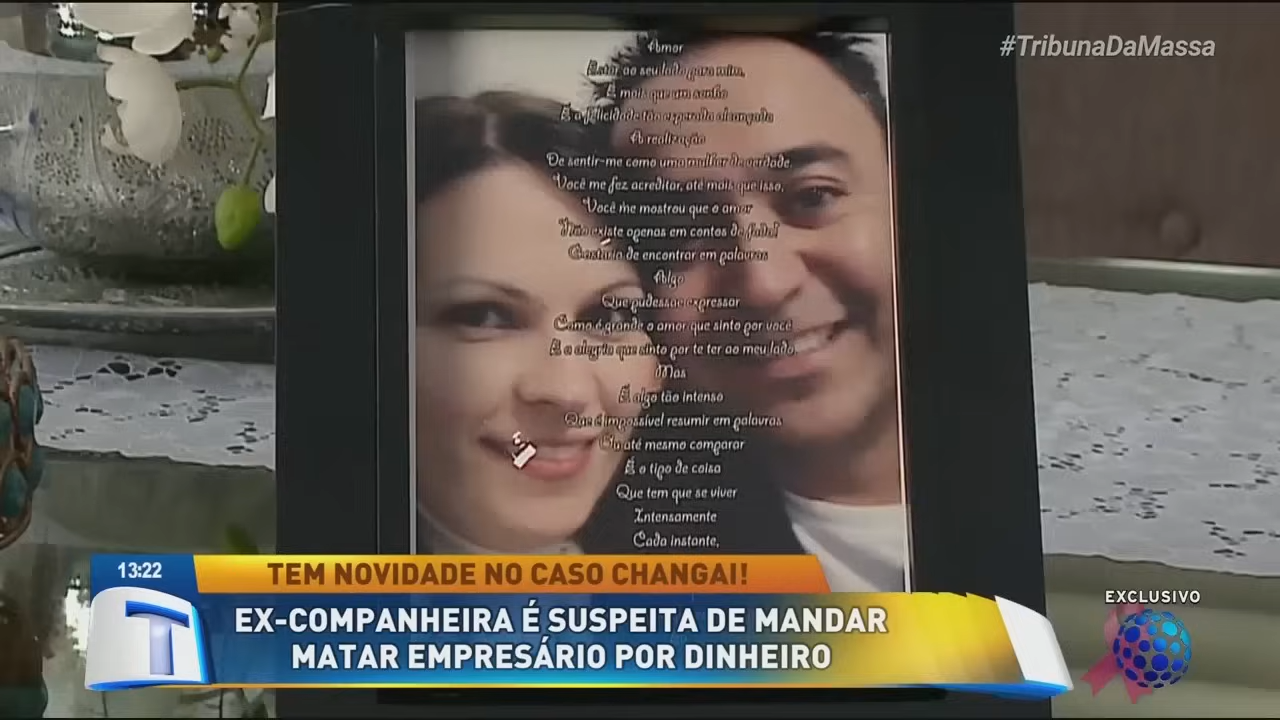 #TribunaDaMassa
Amor
Estar ao seu lado para mim,
É mais que um sonho
É a felicidade tão esperada alcançada
A realização
De sentir-me como uma mulher de verdade.
Você me fez acreditar, até mais que isso,
Você me mostrou que o amor
Não existe apenas em contos de fada!
Gostaria de encontrar em palavras
Algo
Que pudesse expressar
Como é grande o amor que sinto por você
E a alegria que sinto por te ter ao meu lado
Mas
É algo tão intenso
Que é impossível resumir em palavras
Ou até mesmo comparar
É o tipo de coisa
Que tem que se viver
Intensamente
Cada instante,
13:22
TEM NOVIDADE NO CASO CHANGAI!
T
EX-COMPANHEIRA É SUSPEITA DE MANDAR
MATAR EMPRESÁRIO POR DINHEIRO
EXCLUSIVO